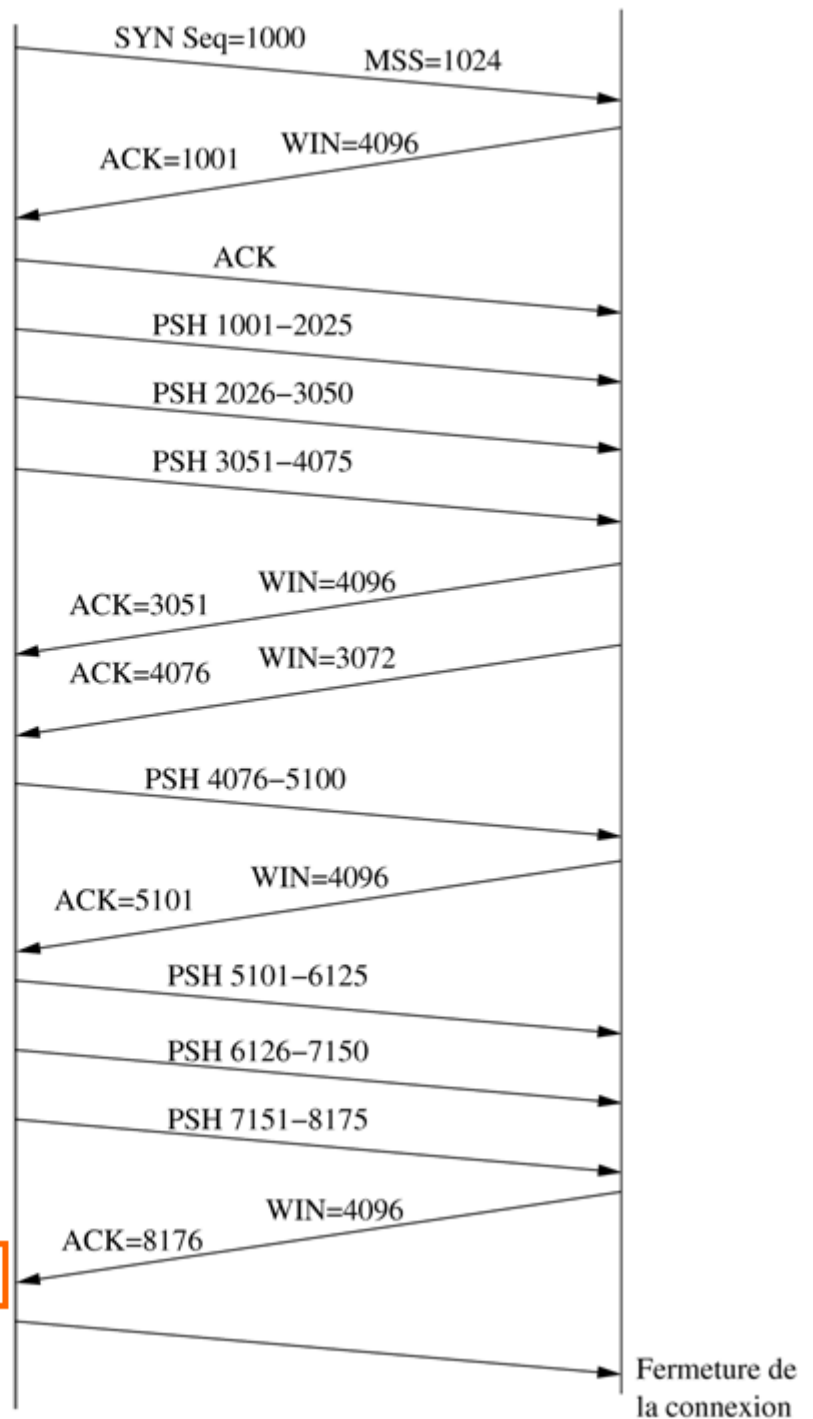 SYN Seq=1000
MSS=1024
WIN=4096
ACK=1001
ACK
PSH 1001−2025
PSH 2026−3050
PSH 3051−4075
WIN=4096
ACK=3051
WIN=3072
ACK=4076
PSH 4076−5100
WIN=4096
ACK=5101
PSH 5101−6125
PSH 6126−7150
PSH 7151−8175
WIN=4096
ACK=8176
Fermeture de
la connexion